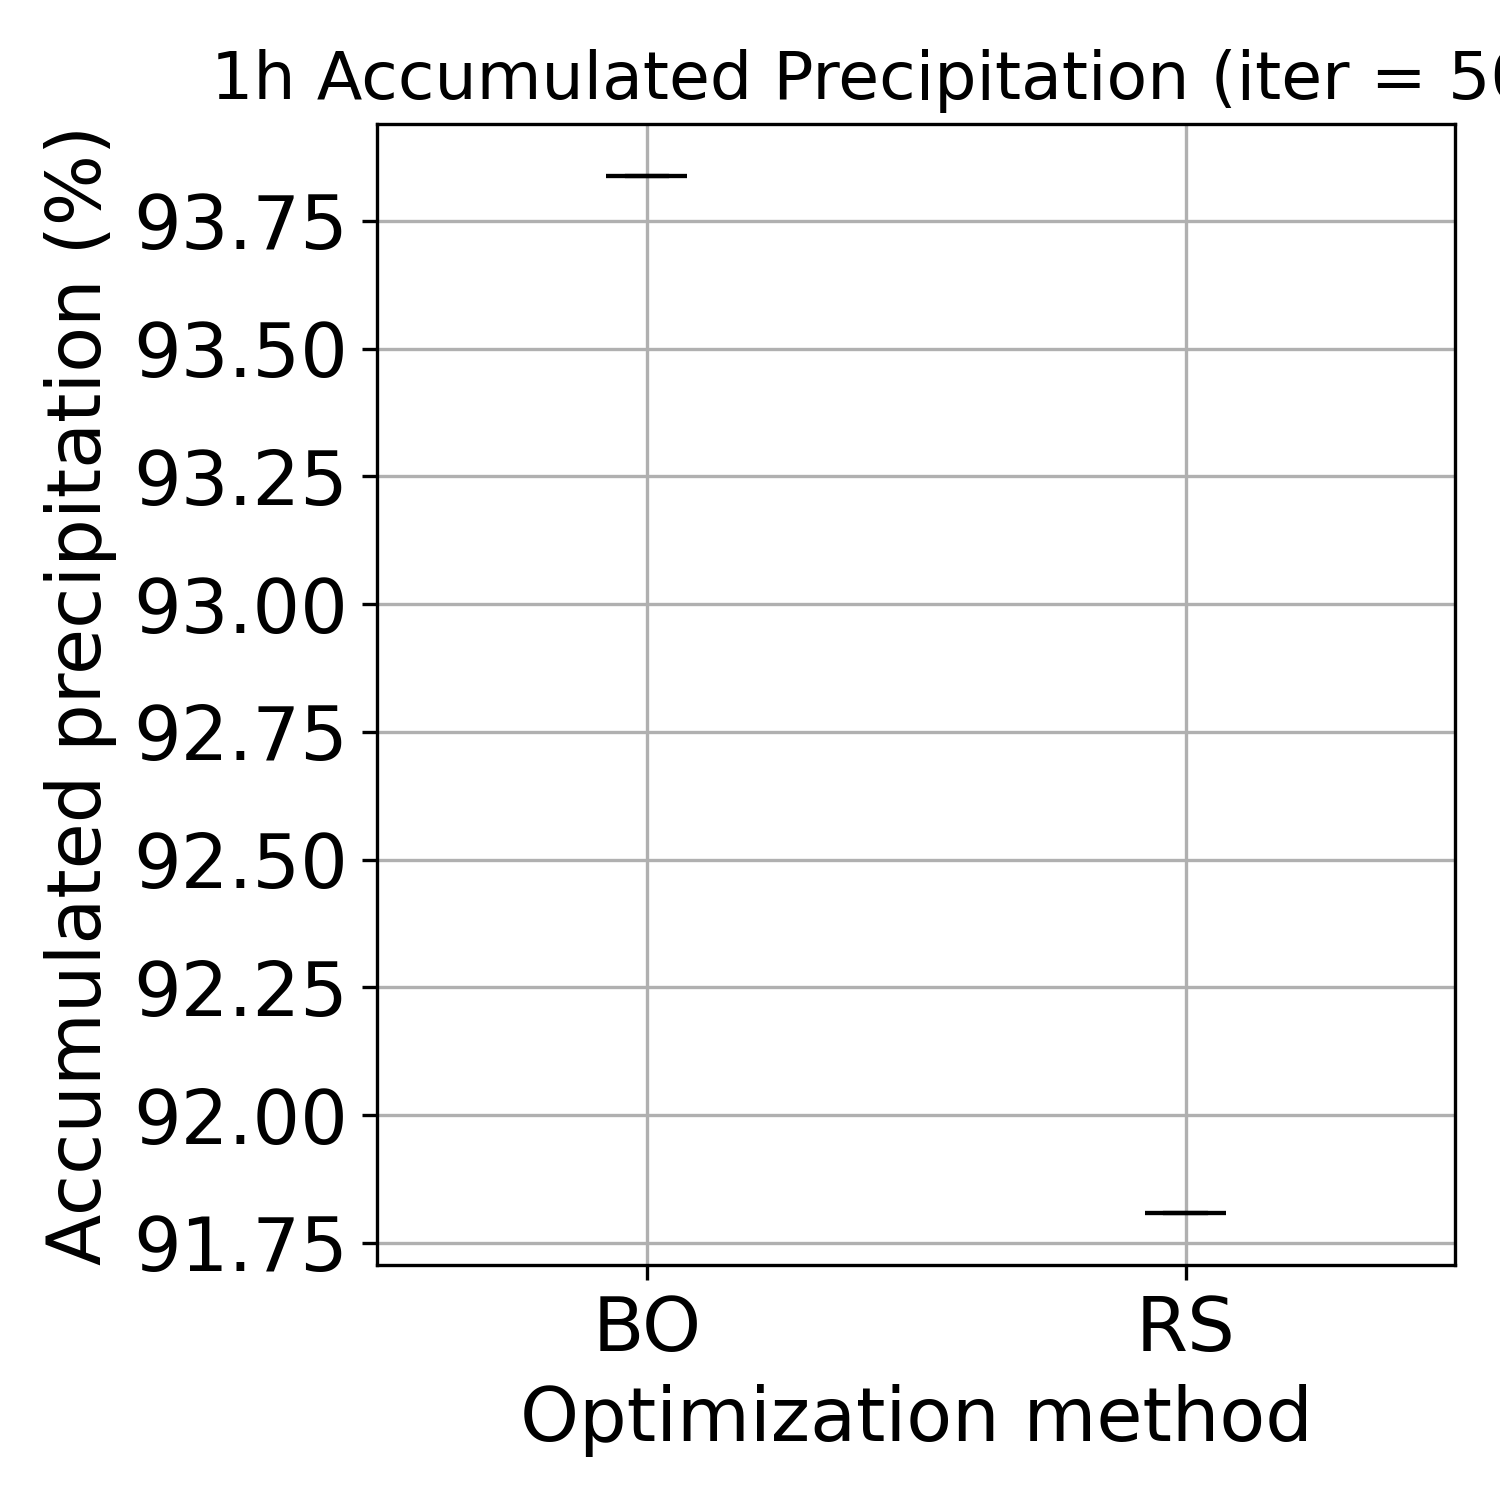 1h Accumulated Precipitation (iter = 50
Accumulated precipitation (%)
93.75
93.50
93.25
93.00
92.75
92.50
92.25
92.00
91.75
BO RS
Optimization method